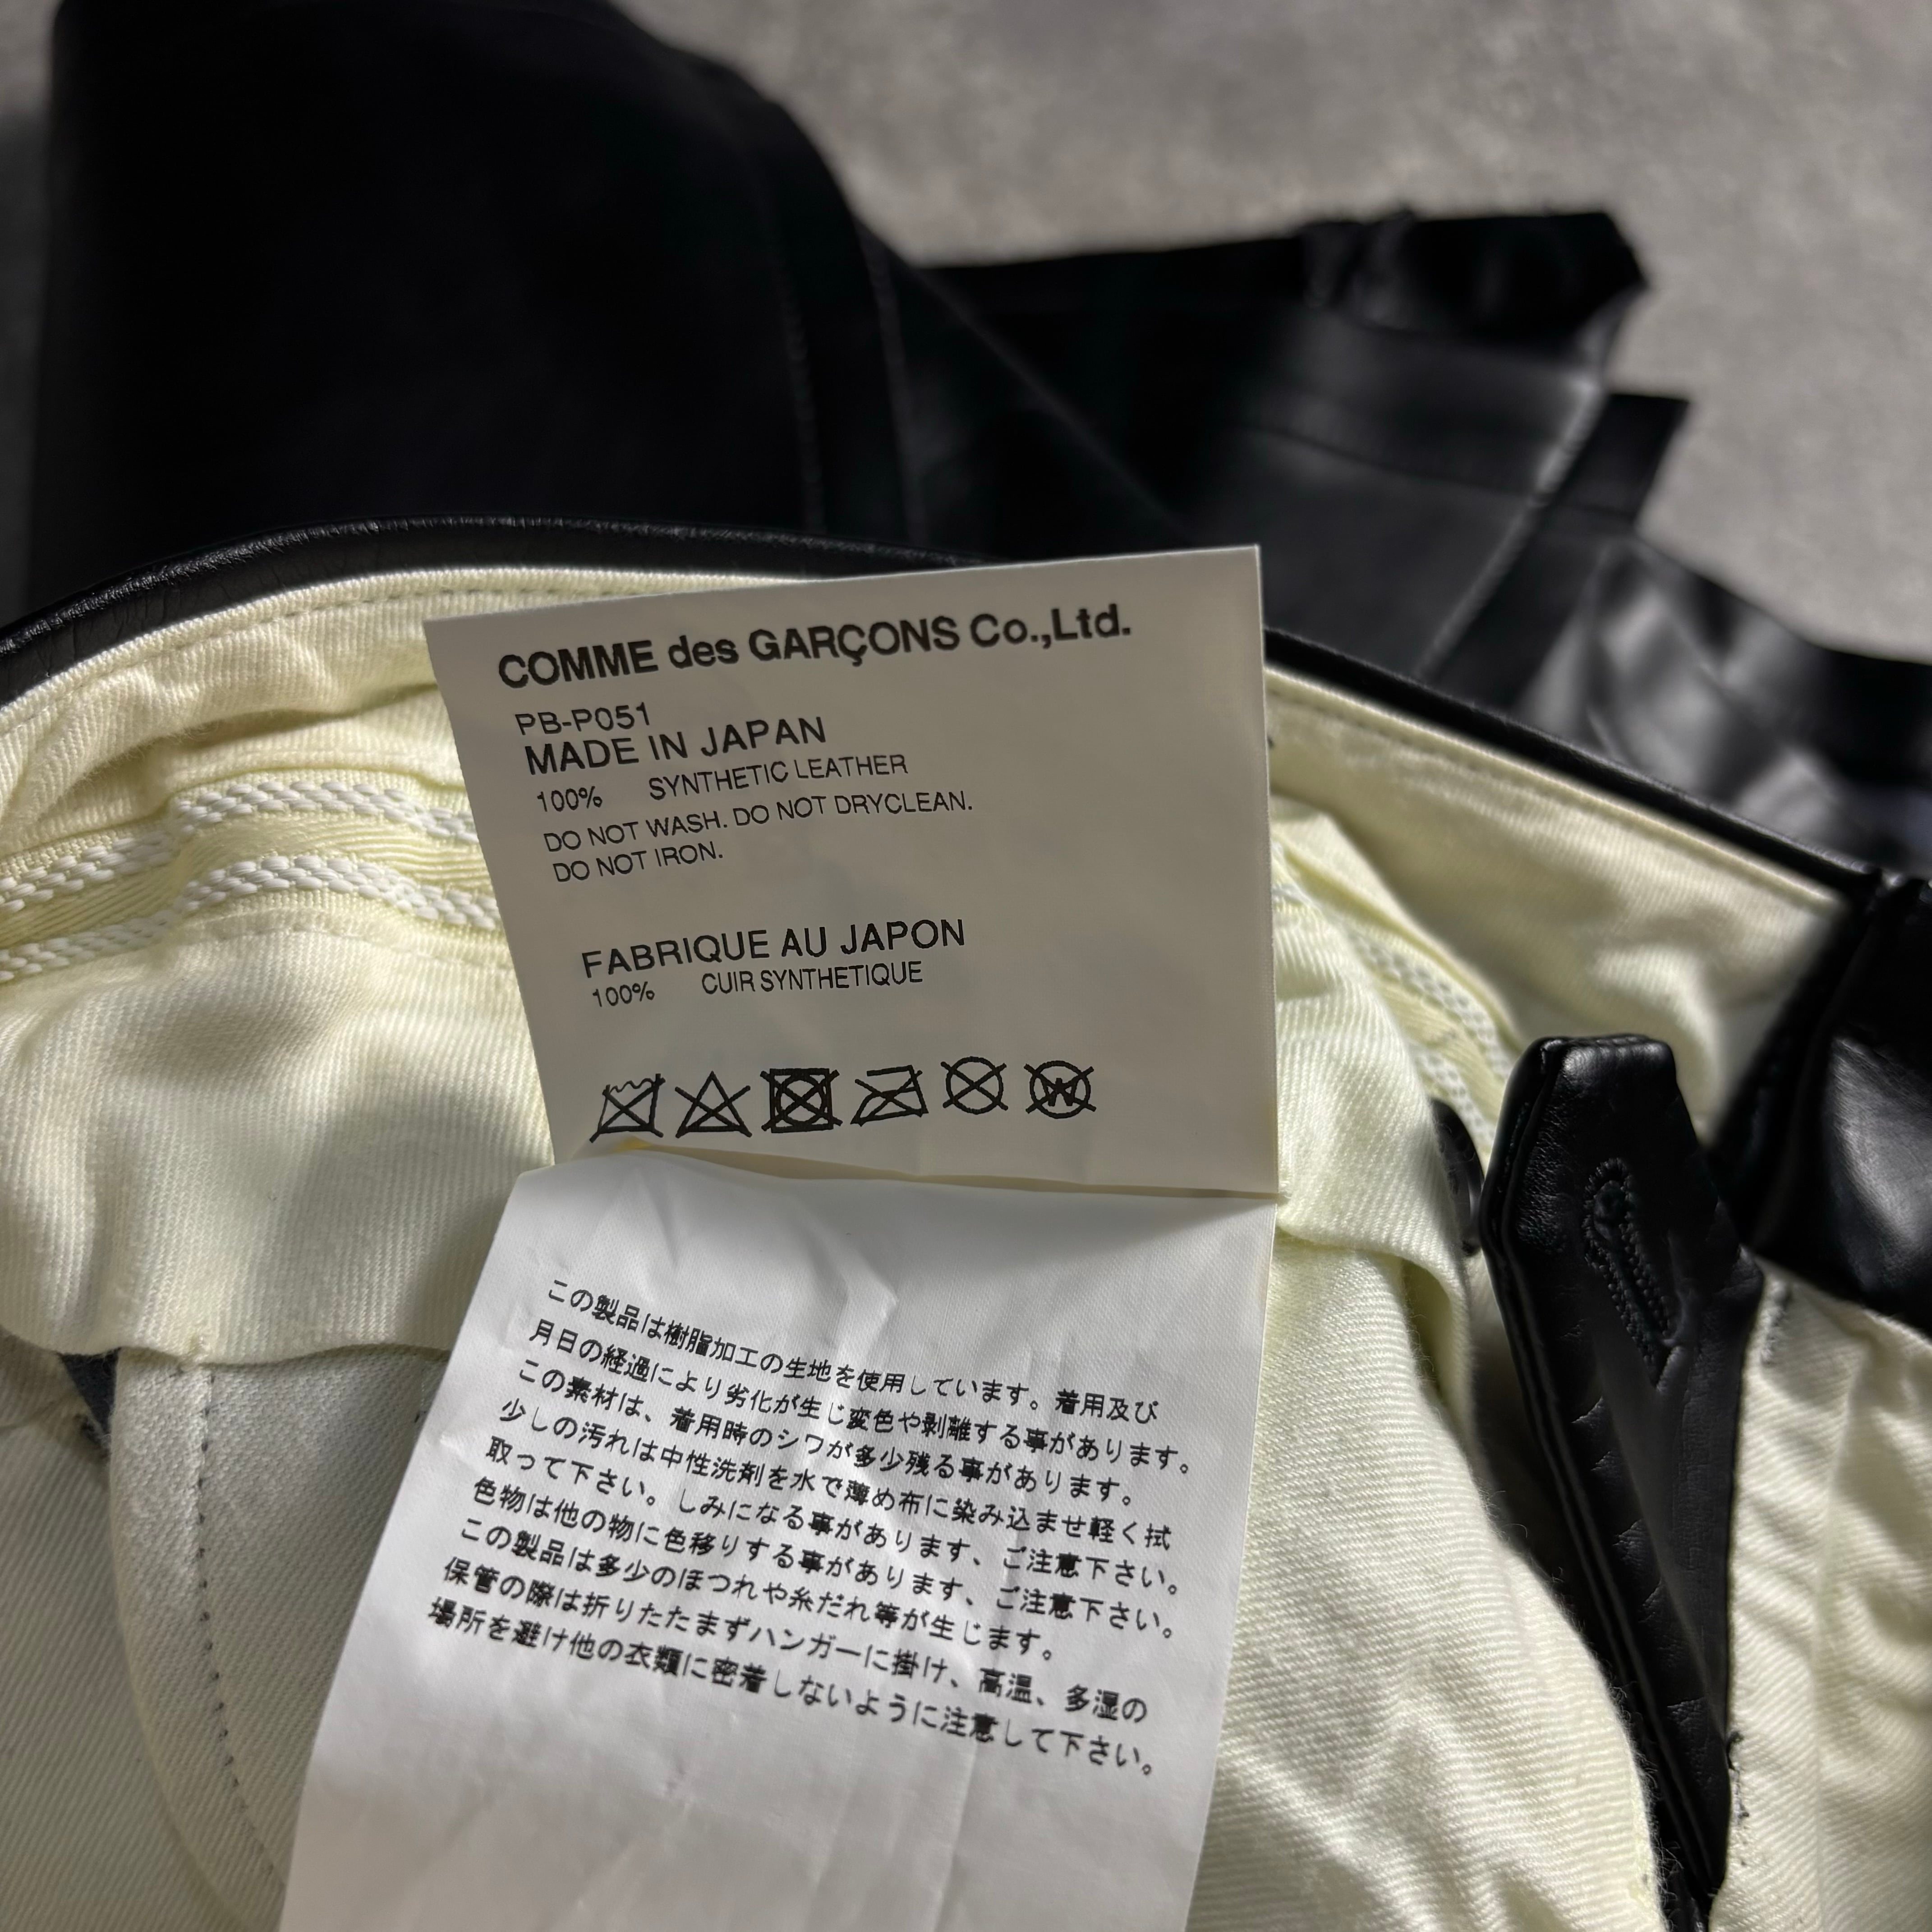 COMME des GARÇONS Co.,Ltd.
PB-P051
MADE IN JAPAN
100% SYNTHETIC LEATHER
DO NOT WASH. DO NOT DRYCLEAN.
DO NOT IRON.
FABRIQUE AU JAPON
100% CUIR SYNTHETIQUE
W
この製品は樹脂加工の生地を使用しています。着用及び
月日の経過により劣化が生じ変色や剥離する事があります。
この素材は、着用時のシワが多少残る事があります。
少しの汚れは中性洗剤を水で薄め布に染み込ませ軽く拭
取って下さい。しみになる事があります、ご注意下さい。
色物は他の物に色移りする事があります、ご注意下さい。
この製品は多少のほつれや糸だれ等が生じます。
保管の際は折りたたまずハンガーに掛け、高温、多湿の
場所を避け他の衣類に密着しないように注意して下さい。